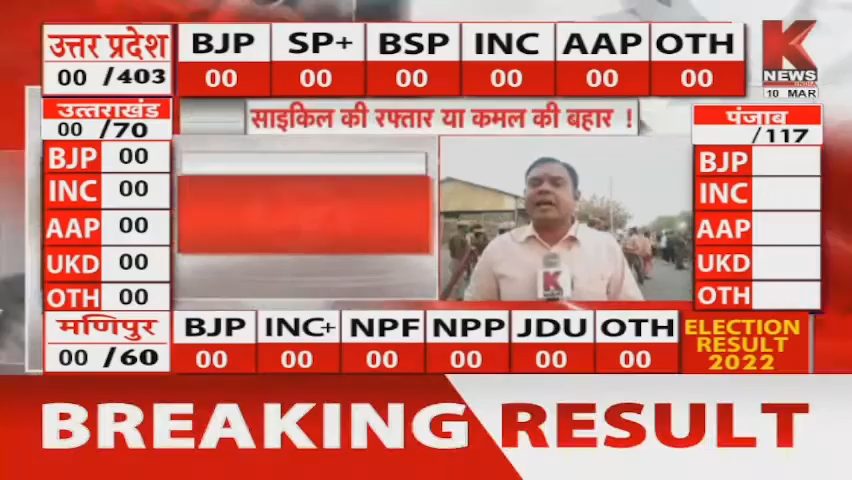 उत्तर प्रदेश
00 /403
BJP SP+ BSP INC AAP OTH
00 00 00 00 00 00
K
NEWS
INDIA
10 MAR
उत्तराखंड
00 /70
BJP 00
INC 00
AAP 00
UKD 00
OTH 00
साइकिल की रफ्तार या कमल की बहार !
K
पंजाब
/117
BJP
INC
AAP
UKD
OTH
मणिपुर
00 /60
BJP INC+ NPF NPP JDU OTH
00 00 00 00 00 00
ELECTION
RESULT
2022
BREAKING RESULT